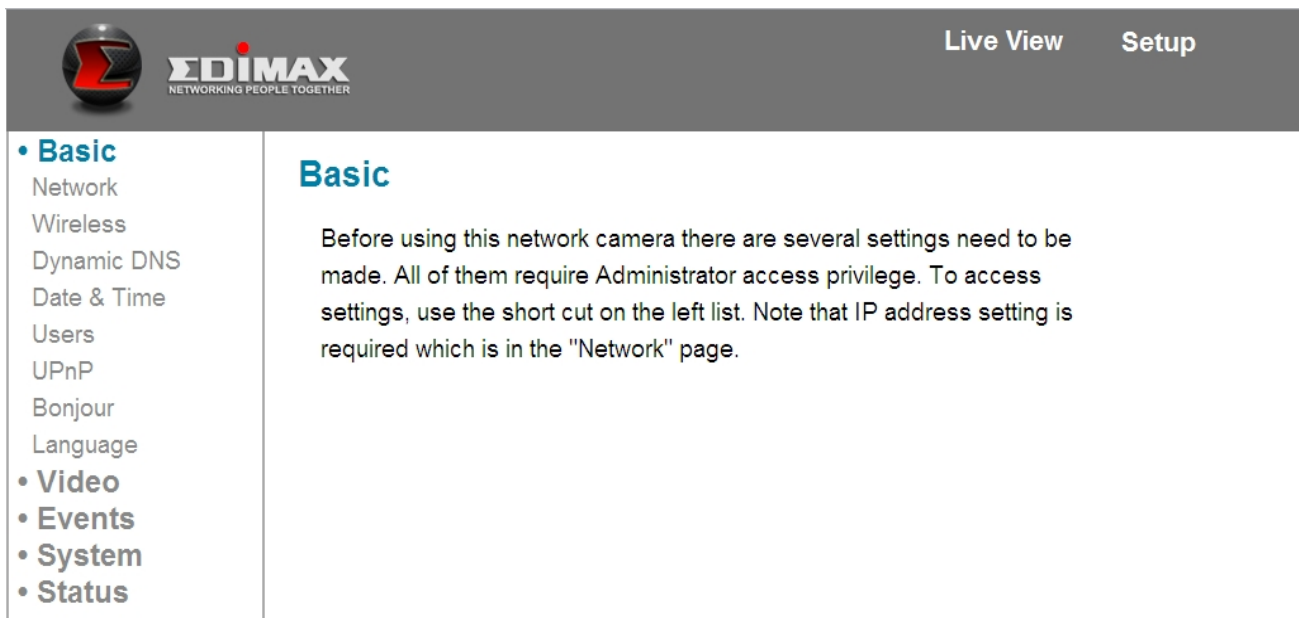 ΣDIMAX
NETWORKING PEOPLE TOGETHER
Live View
Setup
• Basic
Network
Wireless
Dynamic DNS
Date & Time
Users
UPnP
Bonjour
Language
• Video
• Events
• System
• Status
Basic
Before using this network camera there are several settings need to be
made. All of them require Administrator access privilege. To access
settings, use the short cut on the left list. Note that IP address setting is
required which is in the "Network" page.